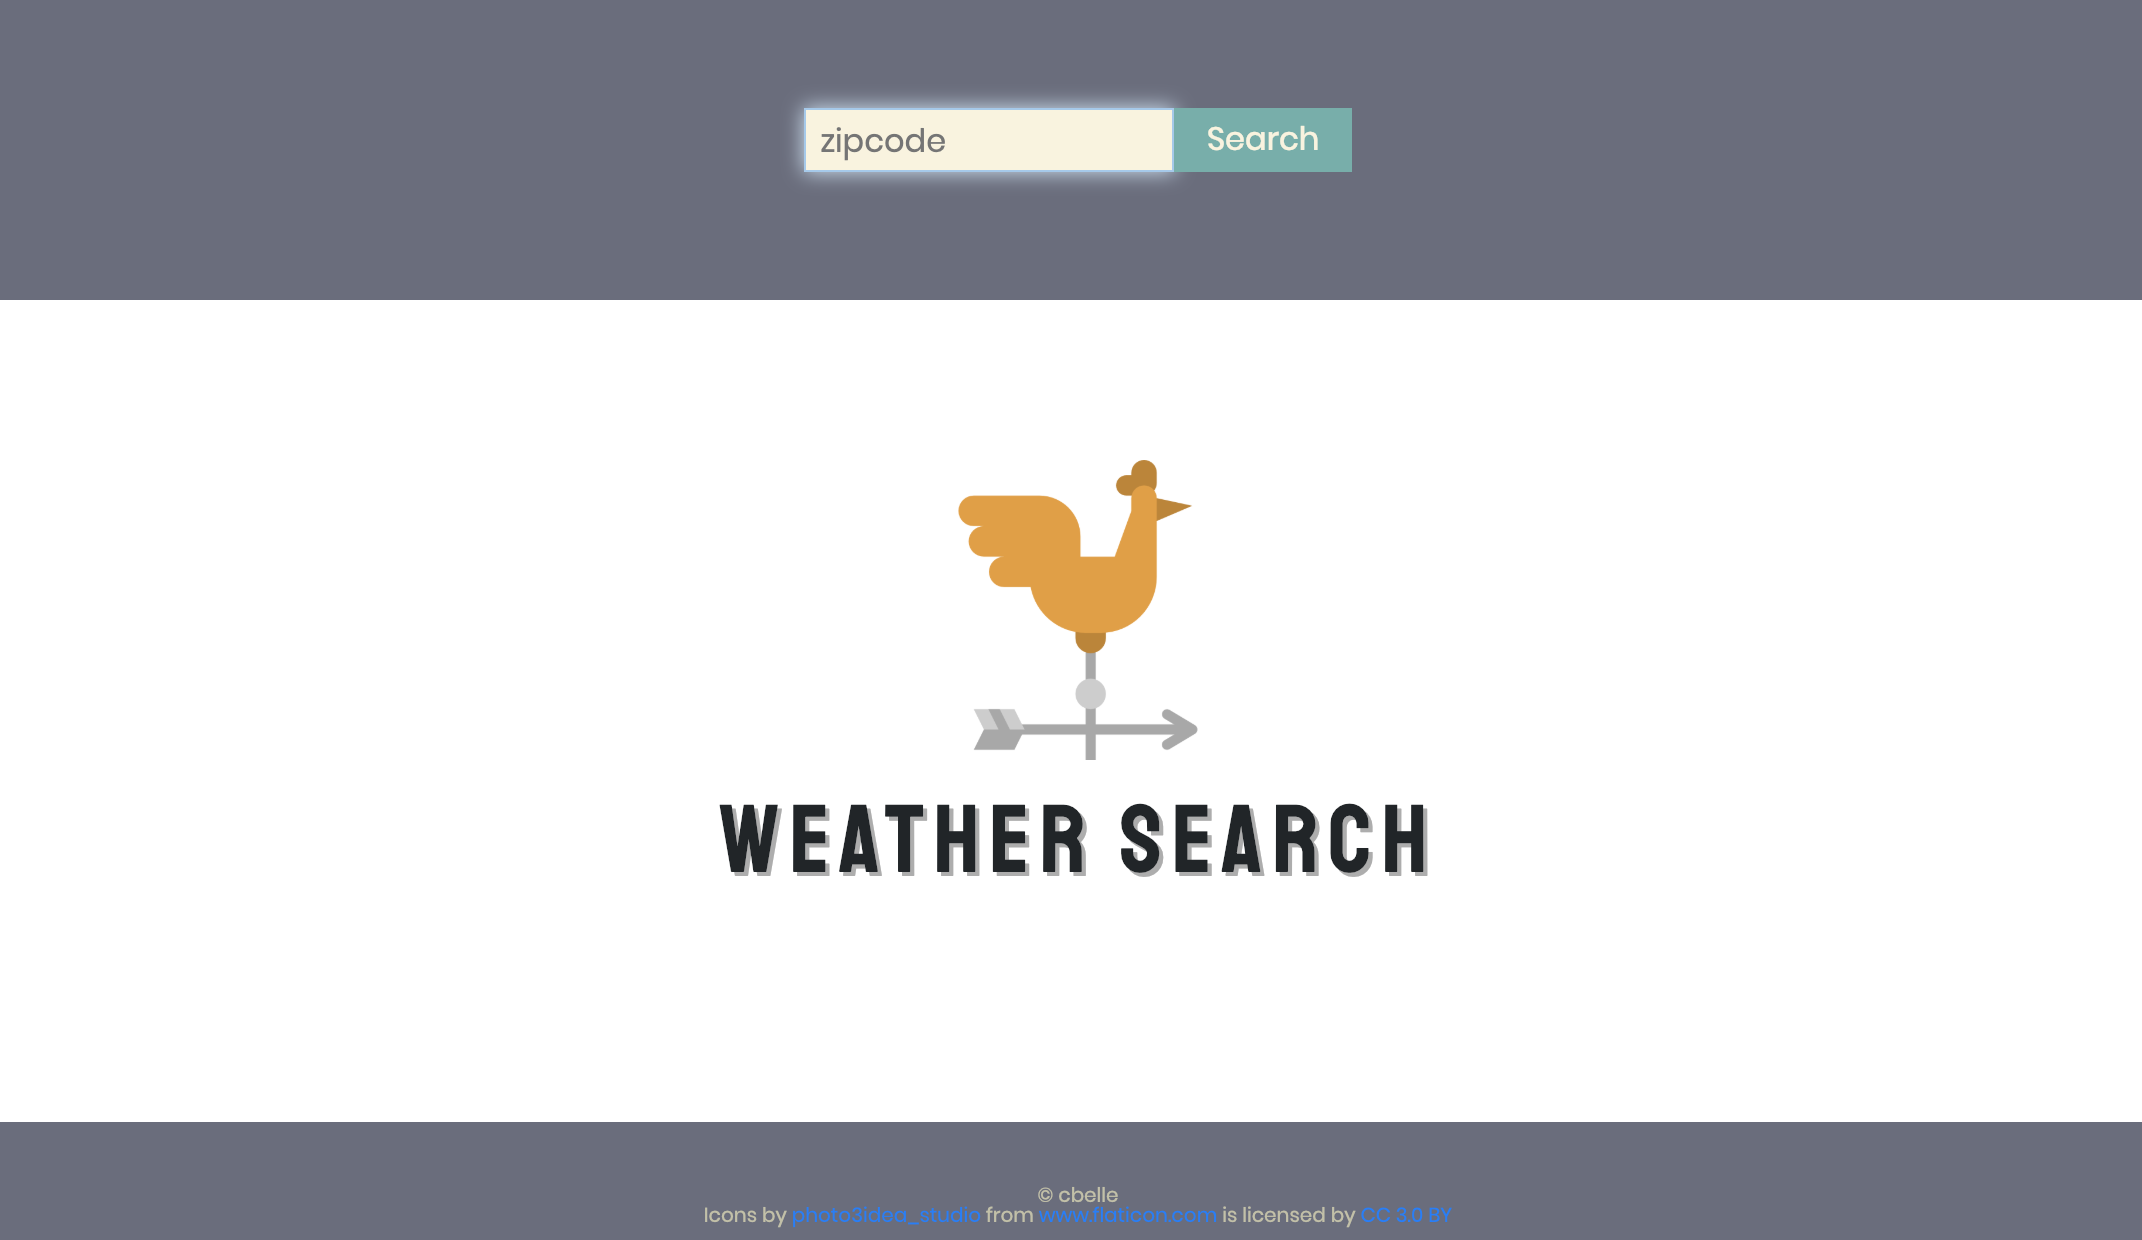 zipcode
Search
WEATHER SEARCH
© cbelle
Icons by photo3idea_studio from www.flaticon.com is licensed by CC 3.0 BY